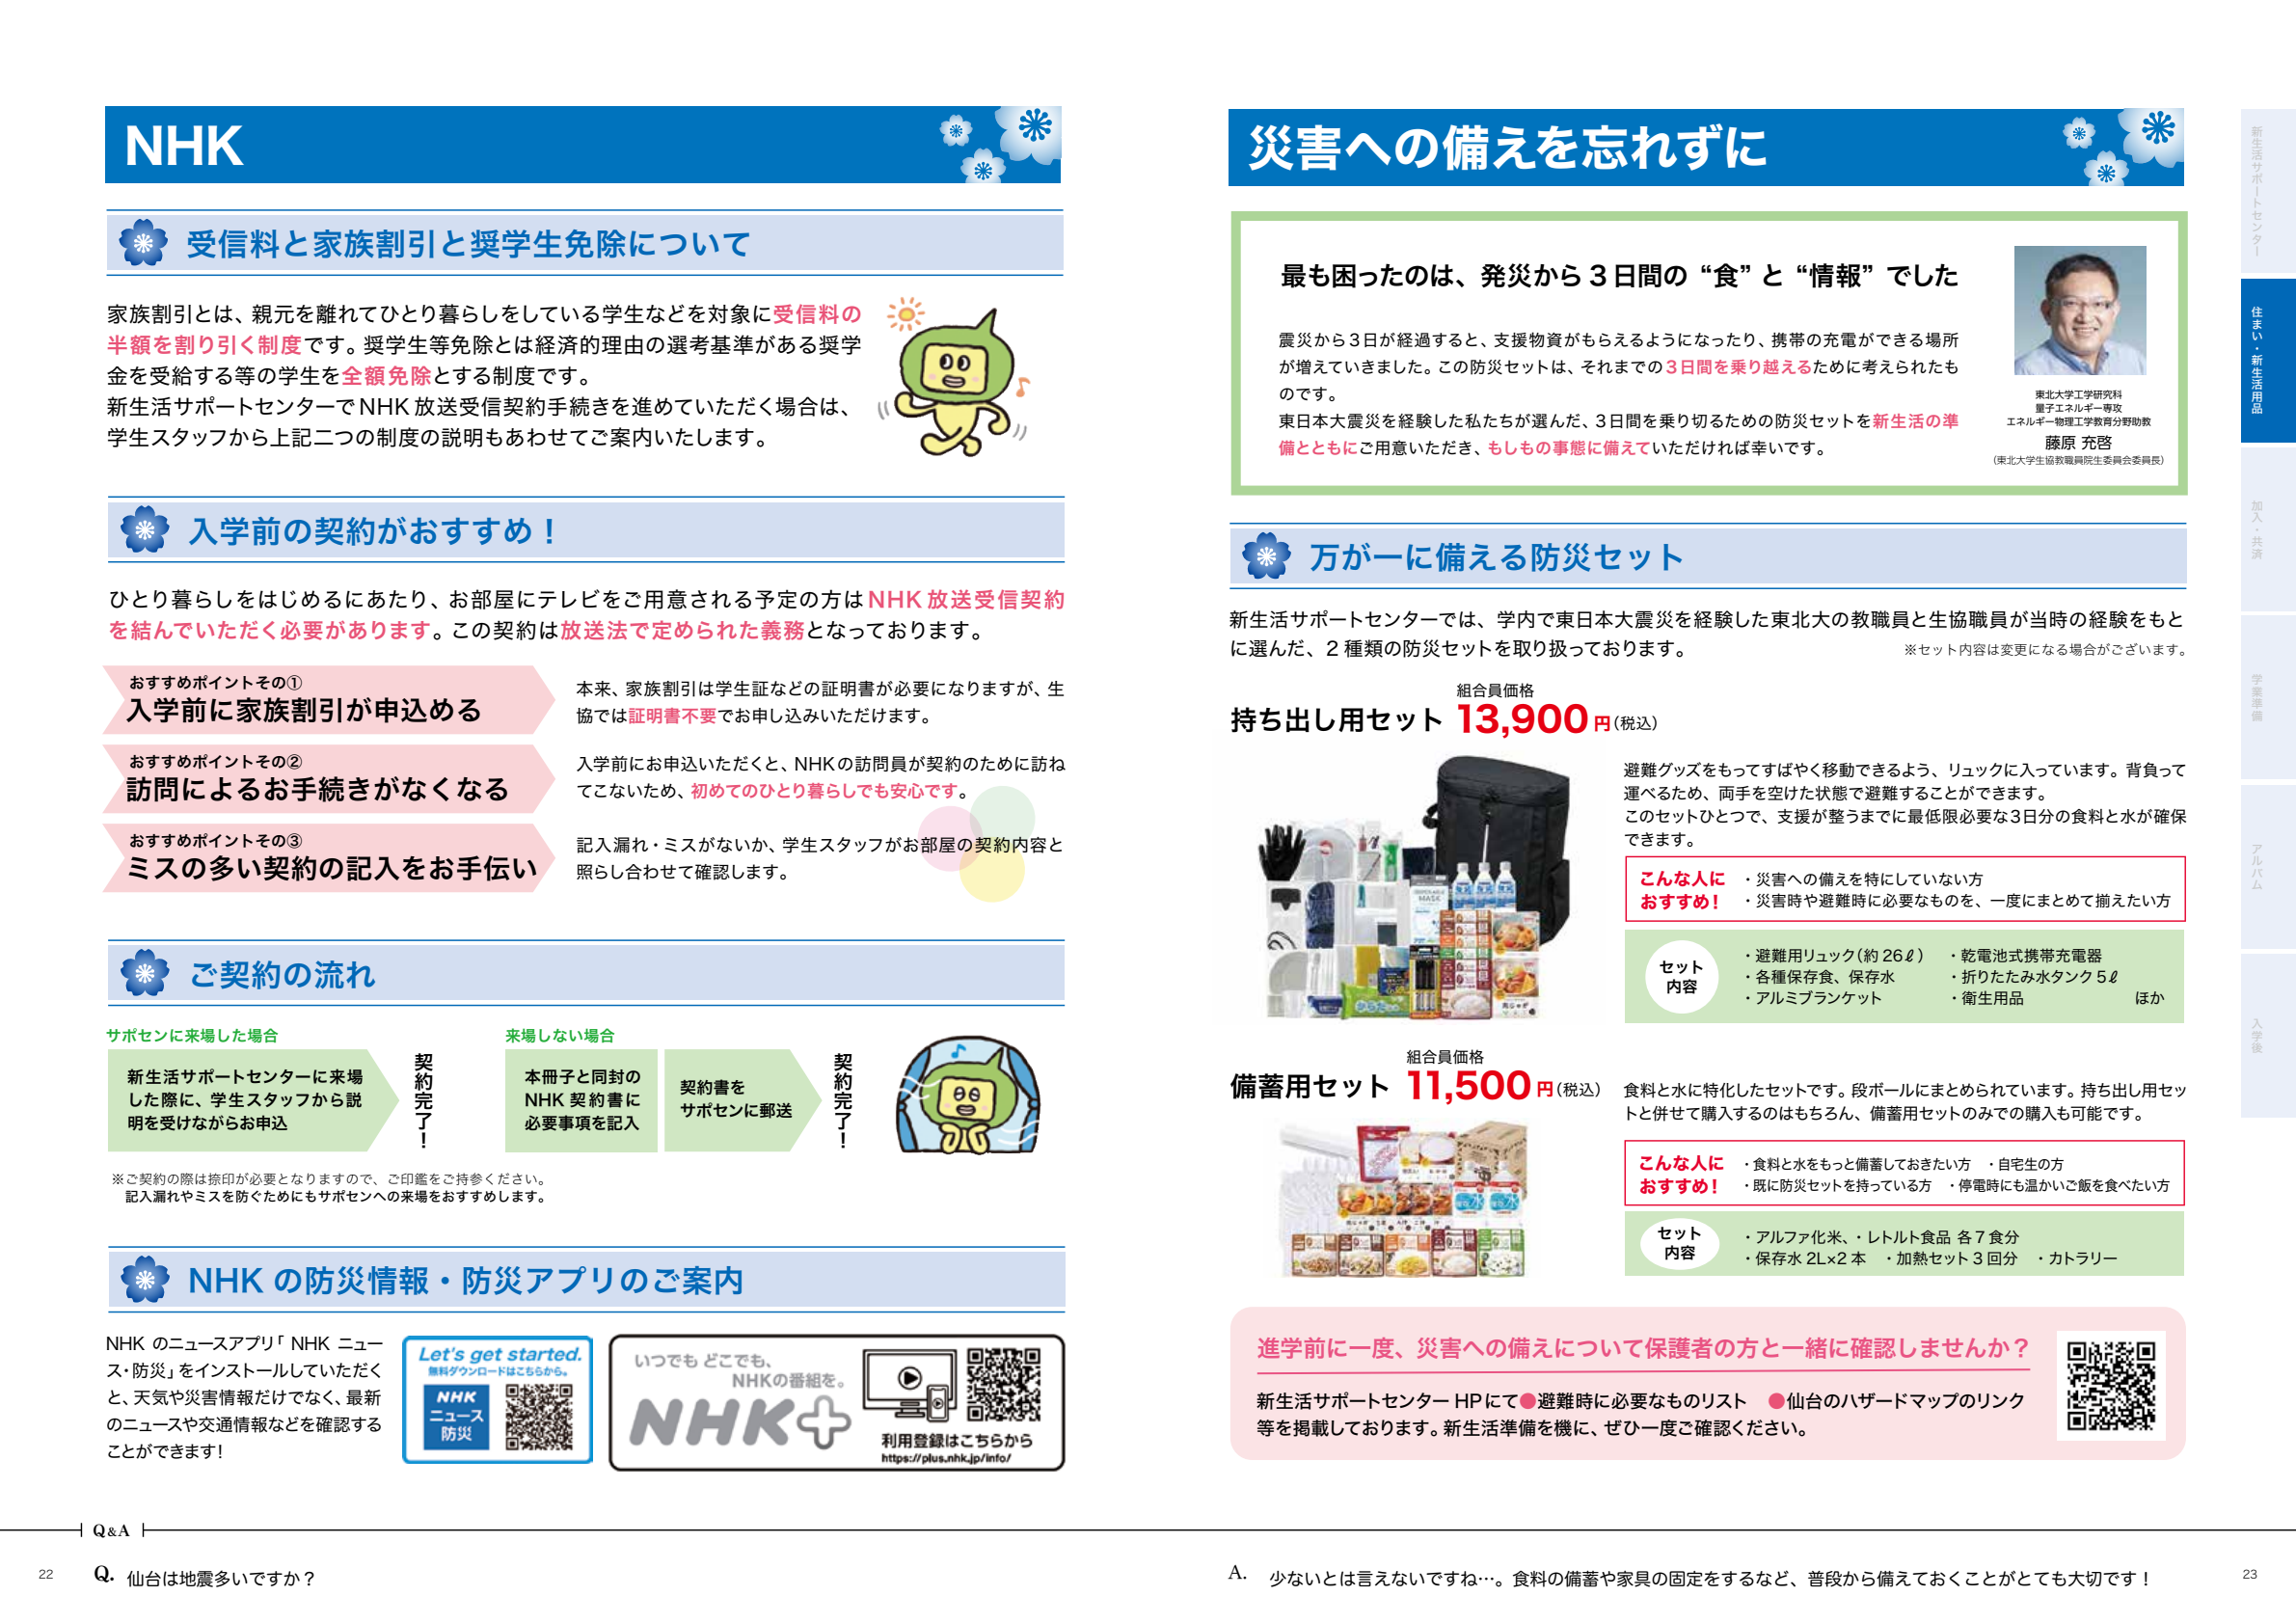 NHK
受信料と家族割引と奨学生免除について
家族割引とは、親元を離れてひとり暮らしをしている学生などを対象に受信料の
半額を割り引く制度です。奨学生等免除とは経済的理由の選考基準がある奨学
金を受給する等の学生を全額免除とする制度です。
新生活サポートセンターでNHK 放送受信契約手続きを進めていただく場合は、
学生スタッフから上記二つの制度の説明もあわせてご案内いたします。
入学前の契約がおすすめ！
ひとり暮らしをはじめるにあたり、お部屋にテレビをご用意される予定の方はNHK 放送受信契約
を結んでいただく必要があります。この契約は放送法で定められた義務となっております。
おすすめポイントその①
入学前に家族割引が申込める
本来、家族割引は学生証などの証明書が必要になりますが、生
協では証明書不要でお申し込みいただけます。
おすすめポイントその②
訪問によるお手続きがなくなる
入学前にお申込いただくと、NHKの訪問員が契約のために訪ね
てこないため、初めてのひとり暮らしでも安心です。
おすすめポイントその③
ミスの多い契約の記入をお手伝い
記入漏れ・ミスがないか、学生スタッフがお部屋の契約内容と
照らし合わせて確認します。
ご契約の流れ
サポセンに来場した場合
新生活サポートセンターに来場
した際に、学生スタッフから説
明を受けながらお申込
契約完了！
来場しない場合
本冊子と同封の
NHK 契約書に
必要事項を記入
契約書を
サポセンに郵送
契約完了！
※ご契約の際は捺印が必要となりますので、ご印鑑をご持参ください。
記入漏れやミスを防ぐためにもサポセンへの来場をおすすめします。
NHK の防災情報・防災アプリのご案内
NHK のニュースアプリ「 NHK ニュー
ス・防災」をインストールしていただく
と、天気や災害情報だけでなく、最新
のニュースや交通情報などを確認する
ことができます！
Let's get started.
無料ダウンロードはこちらから。
NHK
ニュース
防災
いつでも どこでも、
NHKの番組を。
NHK+
利用登録はこちらから
https://plus.nhk.jp/info/
災害への備えを忘れずに
最も困ったのは、発災から３日間の “食” と “情報” でした
震災から３日が経過すると、支援物資がもらえるようになったり、携帯の充電ができる場所
が増えていきました。この防災セットは、それまでの３日間を乗り越えるために考えられたも
のです。
東日本大震災を経験した私たちが選んだ、３日間を乗り切るための防災セットを新生活の準
備とともにご用意いただき、もしもの事態に備えていただければ幸いです。
東北大学工学研究科
量子エネルギー専攻
エネルギー物理工学教育分野助教
藤原 充啓
（東北大学生協教職員院生委員会委員長）
万が一に備える防災セット
新生活サポートセンターでは、学内で東日本大震災を経験した東北大の教職員と生協職員が当時の経験をもと
に選んだ、２種類の防災セットを取り扱っております。
※セット内容は変更になる場合がございます。
組合員価格
持ち出し用セット 13,900 円（税込）
避難グッズをもってすばやく移動できるよう、リュックに入っています。背負って
運べるため、両手を空けた状態で避難することができます。
このセットひとつで、支援が整うまでに最低限必要な3日分の食料と水が確保
できます。
こんな人に
おすすめ！
・災害への備えを特にしていない方
・災害時や避難時に必要なものを、一度にまとめて揃えたい方
セット
内容
・避難用リュック（約 26ℓ） ・乾電池式携帯充電器
・各種保存食、保存水 ・折りたたみ水タンク５ℓ
・アルミブランケット ・衛生用品 ほか
組合員価格
備蓄用セット 11,500 円（税込）
食料と水に特化したセットです。段ボールにまとめられています。持ち出し用セッ
トと併せて購入するのはもちろん、備蓄用セットのみでの購入も可能です。
こんな人に
おすすめ！
・食料と水をもっと備蓄しておきたい方 ・自宅生の方
・既に防災セットを持っている方 ・停電時にも温かいご飯を食べたい方
セット
内容
・アルファ化米、・レトルト食品 各７食分
・保存水 2L×2 本 ・加熱セット３回分 ・カトラリー
進学前に一度、災害への備えについて保護者の方と一緒に確認しませんか？
新生活サポートセンター HPにて●避難時に必要なものリスト ●仙台のハザードマップのリンク
等を掲載しております。新生活準備を機に、ぜひ一度ご確認ください。
新生活サポートセンター
住まい・新生活用品
加入・共済
学業準備
アルバム
入学後
Q&A
22
Q. 仙台は地震多いですか？
A. 少ないとは言えないですね…。食料の備蓄や家具の固定をするなど、普段から備えておくことがとても大切です！
23